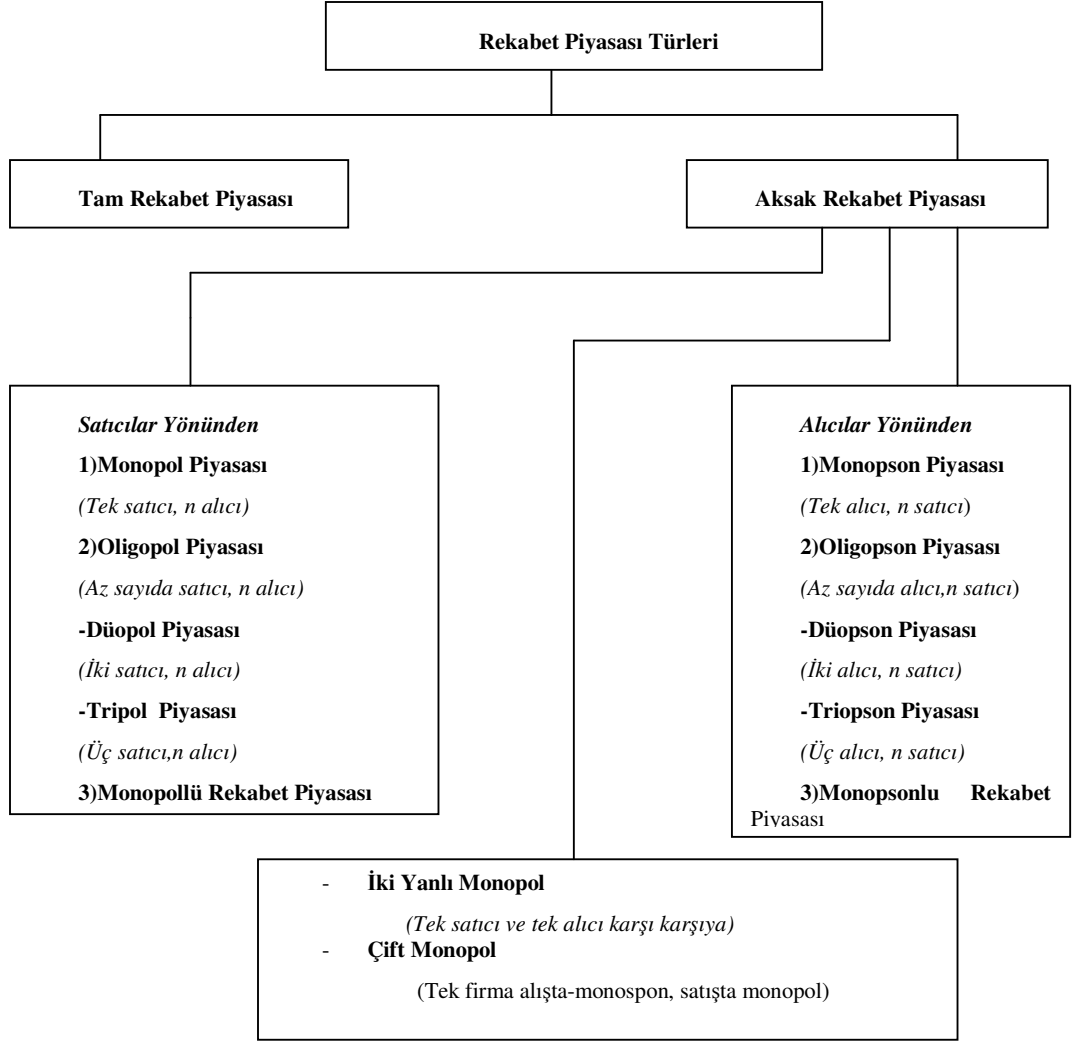 Rekabet Piyasası Türleri
Tam Rekabet Piyasası
Aksak Rekabet Piyasası
Satıcılar Yönünden
1)Monopol Piyasası
(Tek satıcı, n alıcı)
2)Oligopol Piyasası
(Az sayıda satıcı, n alıcı)
-Düopol Piyasası
(İki satıcı, n alıcı)
-Tripol Piyasası
(Üç satıcı,n alıcı)
3)Monopollü Rekabet Piyasası
Alıcılar Yönünden
1)Monopson Piyasası
(Tek alıcı, n satıcı)
2)Oligopson Piyasası
(Az sayıda alıcı,n satıcı)
-Düopson Piyasası
(İki alıcı, n satıcı)
-Triopson Piyasası
(Üç alıcı, n satıcı)
3)Monopsonlu Rekabet
Piyasası
- İki Yanlı Monopol
(Tek satıcı ve tek alıcı karşı karşıya)
- Çift Monopol
(Tek firma alışta-monospon, satışta monopol)